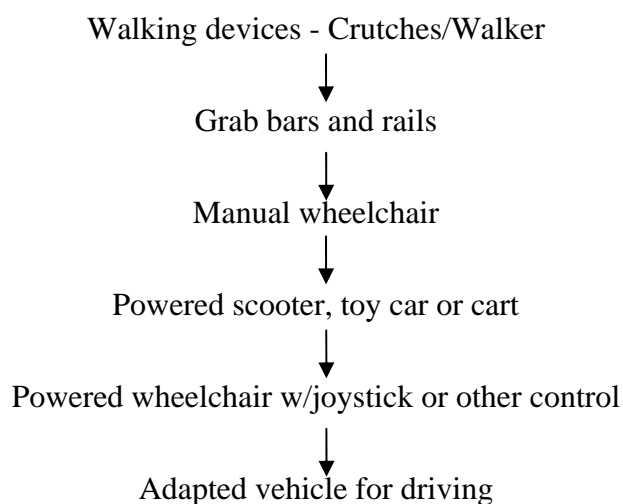 Walking devices - Crutches/Walker
Grab bars and rails
Manual wheelchair
Powered scooter, toy car or cart
Powered wheelchair w/joystick or other control
Adapted vehicle for driving